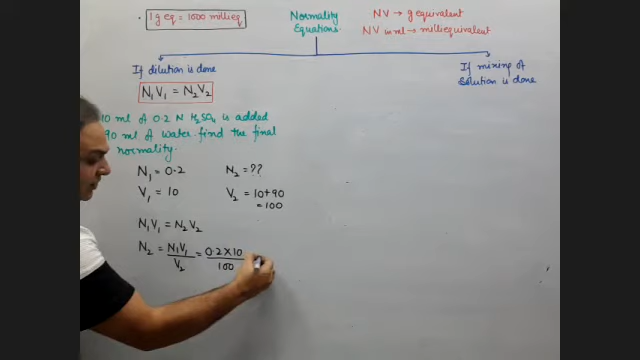 1 g eq = 1000 millieq
Normality Equations
NV → g equivalent
NV in ml → milliequivalent
If dilution is done
N₁V₁ = N₂V₂
If mixing of
solution is done
10 ml of 0.2 N H₂SO₄ is added
90 ml of water. find the final
normality.
N₁ = 0.2
N₂ = ??
V₁ = 10
V₂ = 10+90
= 100
N₁V₁ = N₂V₂
N₂ = N₁V₁/V₂ = 0.2 × 10/100